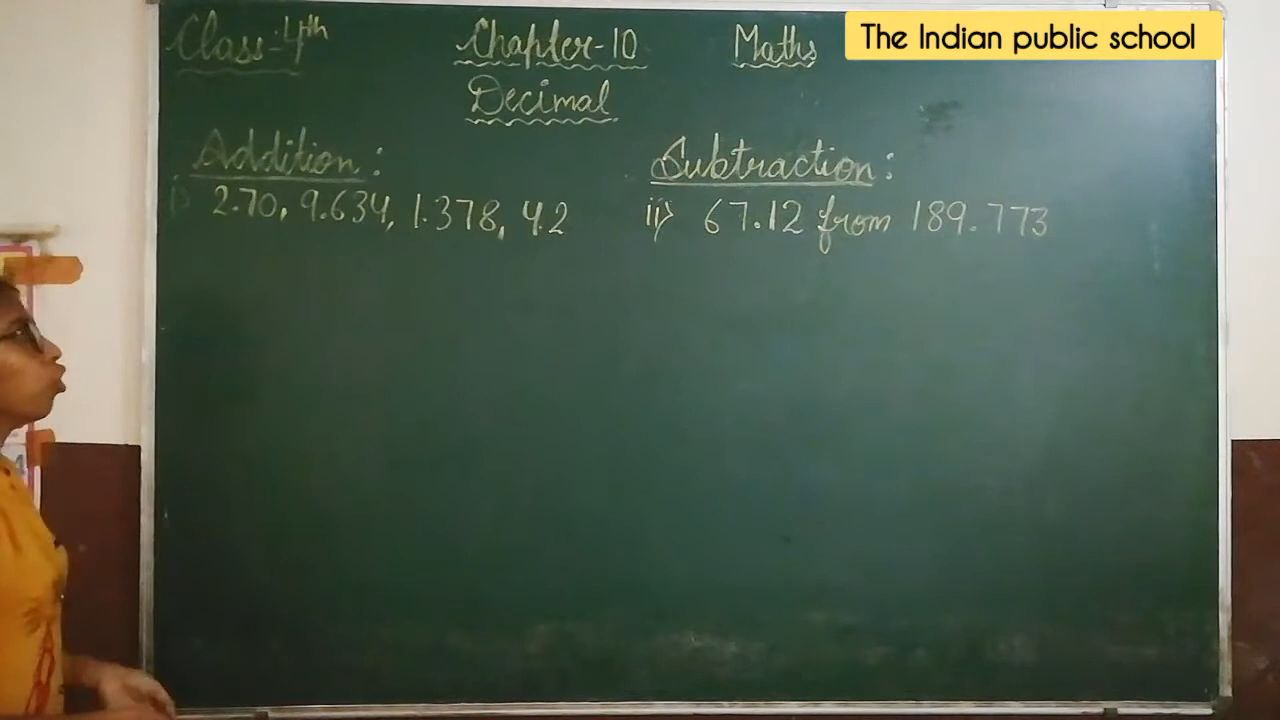 Class-4th Chapter-10 Maths The Indian public school
Decimal
Addition: Subtraction:
i) 2.70, 9.634, 1.378, 4.2 ii) 67.12 from 189.773